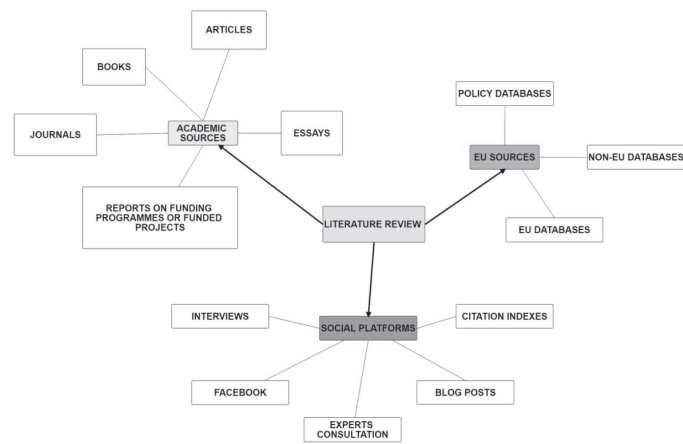 ARTICLES
BOOKS
JOURNALS
ACADEMIC
SOURCES
ESSAYS
REPORTS ON FUNDING
PROGRAMMES OR FUNDED
PROJECTS
POLICY DATABASES
EU SOURCES
NON-EU DATABASES
EU DATABASES
LITERATURE REVIEW
INTERVIEWS
SOCIAL PLATFORMS
CITATION INDEXES
FACEBOOK
EXPERTS
CONSULTATION
BLOG POSTS